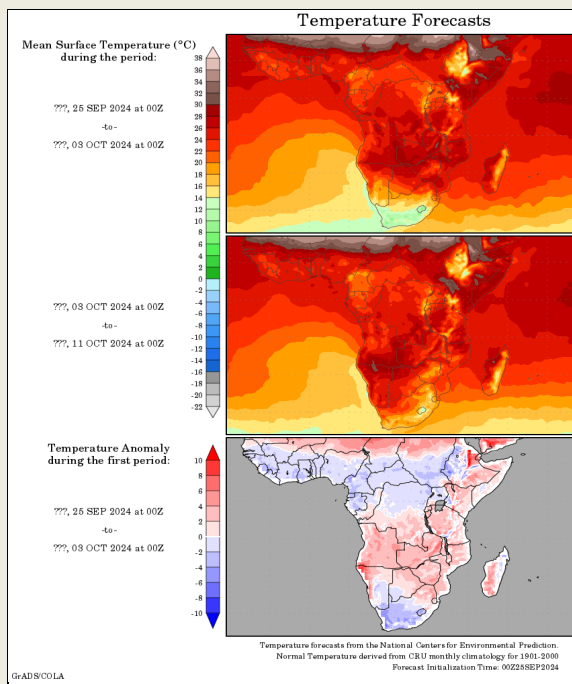 Temperature Forecasts
Mean Surface Temperature (°C)
during the period:
???, 25 SEP 2024 at 00Z
-to-
???, 03 OCT 2024 at 00Z
38
36
34
32
30
28
26
24
22
20
18
16
14
12
10
8
6
4
2
0
-2
-4
-6
-8
-10
-12
-14
-16
-18
-20
-22
???, 03 OCT 2024 at 00Z
-to-
???, 11 OCT 2024 at 00Z
Temperature Anomaly
during the first period:
???, 25 SEP 2024 at 00Z
-to-
???, 03 OCT 2024 at 00Z
10
8
6
4
2
0
-2
-4
-6
-8
-10
Temperature forecasts from the National Centers for Environmental Prediction.
Normal Temperature derived from CRU monthly climatology for 1901-2000
Forecast Initialization Time: 00Z25SEP2024
GrADS/COLA